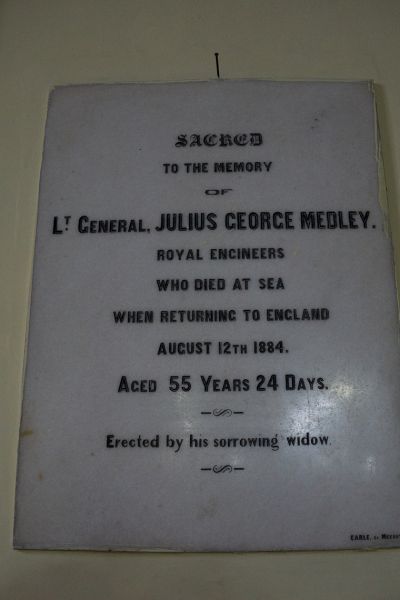 SACRED
TO THE MEMORY
OF
LT GENERAL, JULIUS GEORGE MEDLEY.
ROYAL ENGINEERS
WHO DIED AT SEA
WHEN RETURNING TO ENGLAND
AUGUST 12TH 1884.
AGED 55 YEARS 24 DAYS.
Erected by his sorrowing widow.
EARLE,